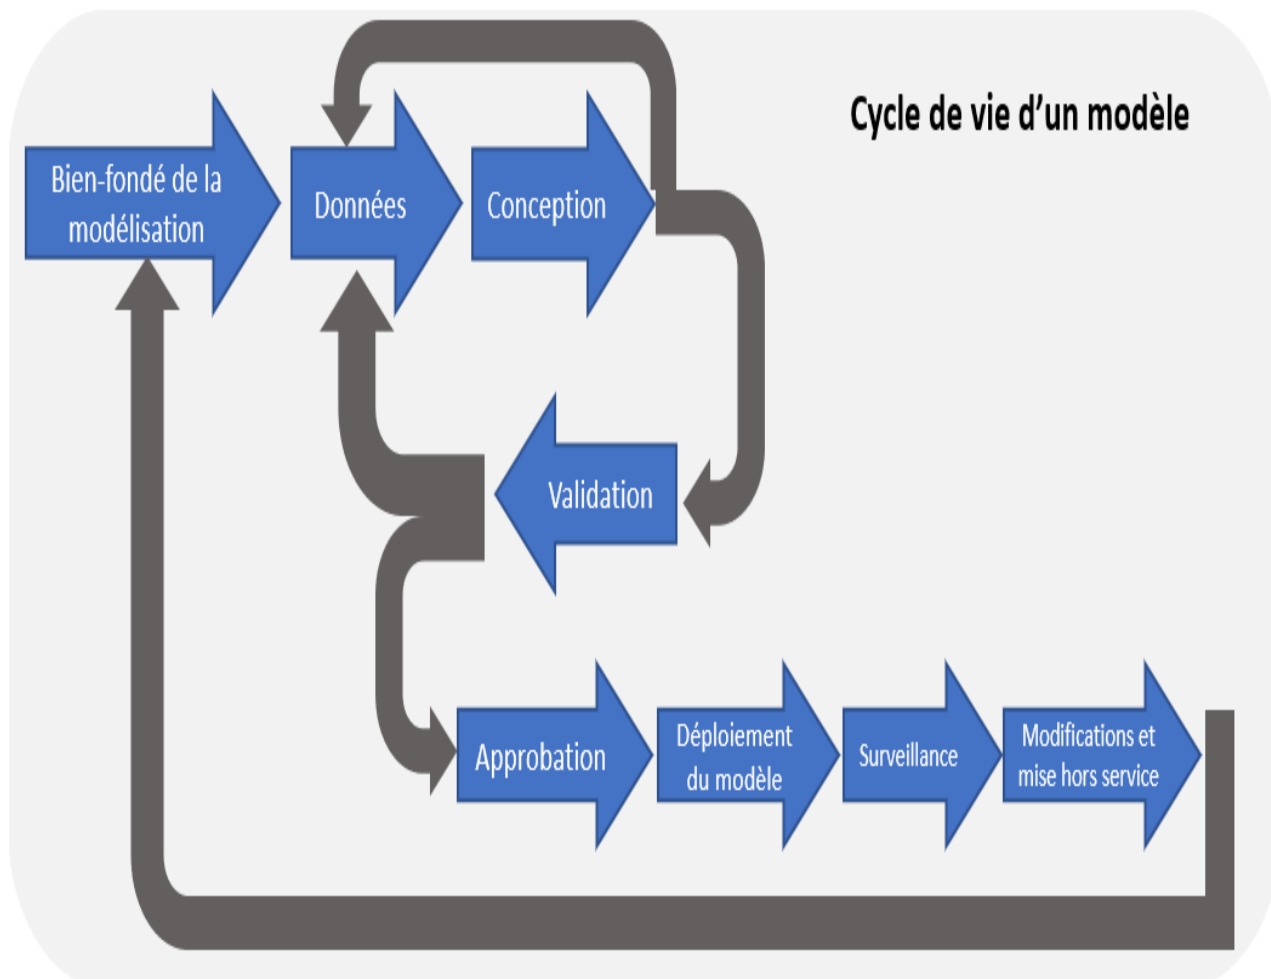 Cycle de vie d’un modèle
Bien-fondé de la
modélisation
Données
Conception
Validation
Approbation
Déploiement
du modèle
Surveillance
Modifications et
mise hors service